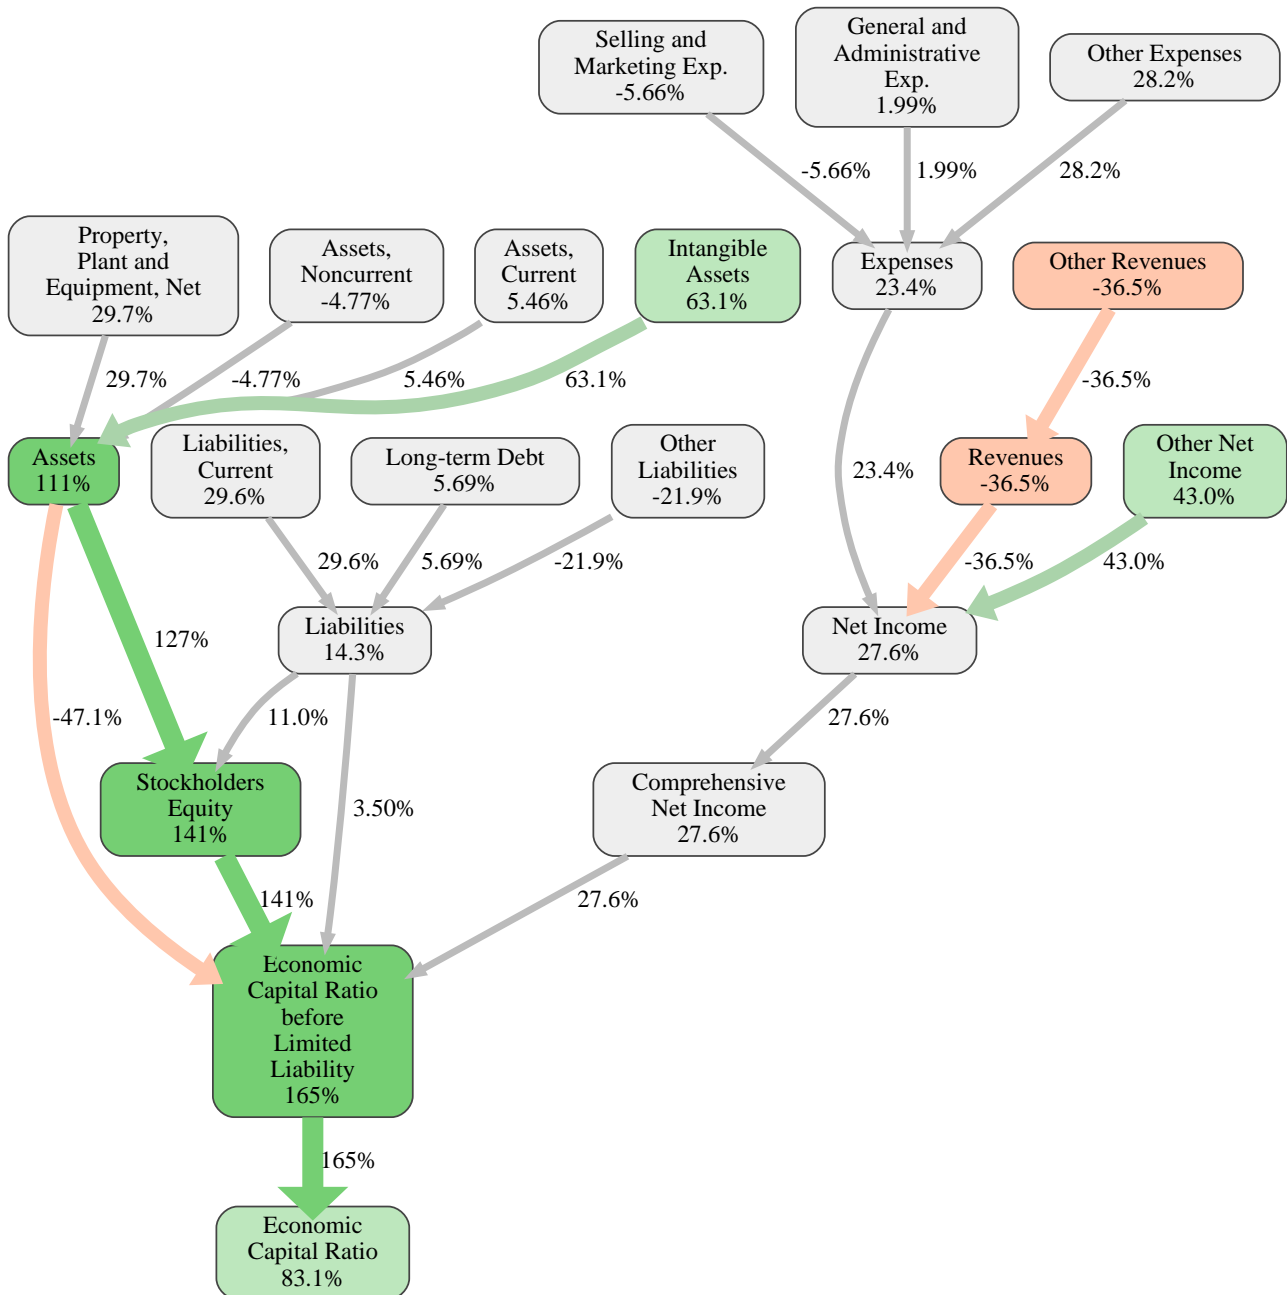 Selling and
Marketing Exp.
-5.66%
General and
Administrative
Exp.
1.99%
Other Expenses
28.2%
-5.66%
1.99%
28.2%
Property,
Plant and
Equipment, Net
29.7%
Assets,
Noncurrent
-4.77%
Assets,
Current
5.46%
Intangible
Assets
63.1%
Expenses
23.4%
Other Revenues
-36.5%
29.7%
-4.77%
5.46%
63.1%
-36.5%
Assets
111%
Liabilities,
Current
29.6%
Long-term Debt
5.69%
Other
Liabilities
-21.9%
23.4%
Revenues
-36.5%
Other Net
Income
43.0%
29.6%
5.69%
-21.9%
-36.5%
43.0%
127%
Liabilities
14.3%
Net Income
27.6%
-47.1%
11.0%
27.6%
Stockholders
Equity
141%
3.50%
Comprehensive
Net Income
27.6%
141%
27.6%
Economic
Capital Ratio
before
Limited
Liability
165%
165%
Economic
Capital Ratio
83.1%